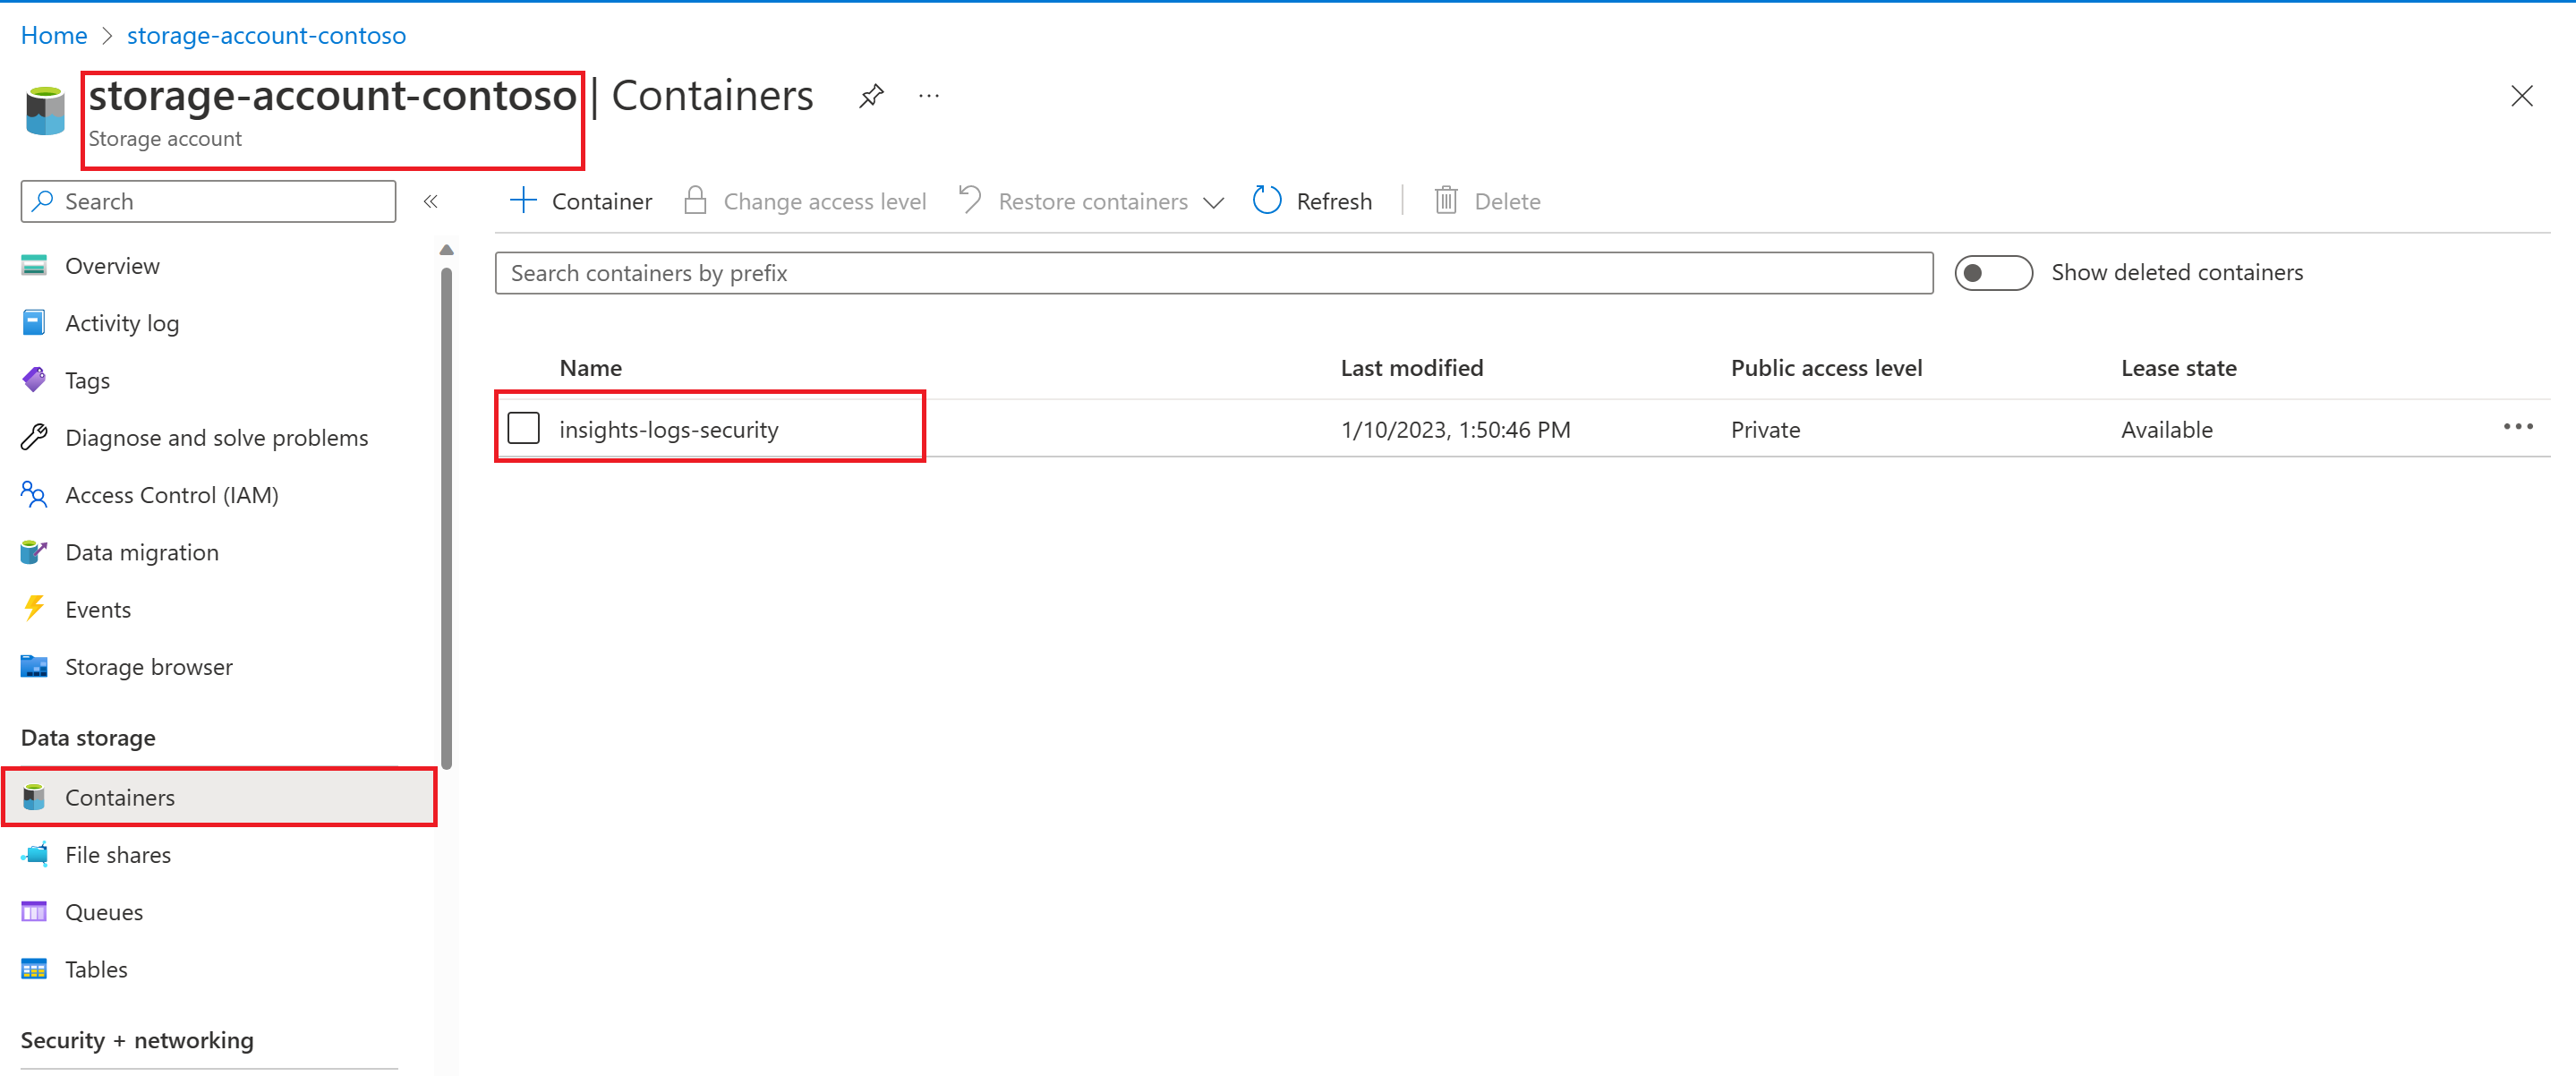 Home > storage-account-contoso
storage-account-contoso | Containers ...
Storage account
Search «
Overview
Activity log
Tags
Diagnose and solve problems
Access Control (IAM)
Data migration
Events
Storage browser
Data storage
Containers
File shares
Queues
Tables
Security + networking
+ Container Change access level Restore containers Refresh | Delete
Search containers by prefix Show deleted containers
Name Last modified Public access level Lease state
insights-logs-security 1/10/2023, 1:50:46 PM Private Available ...